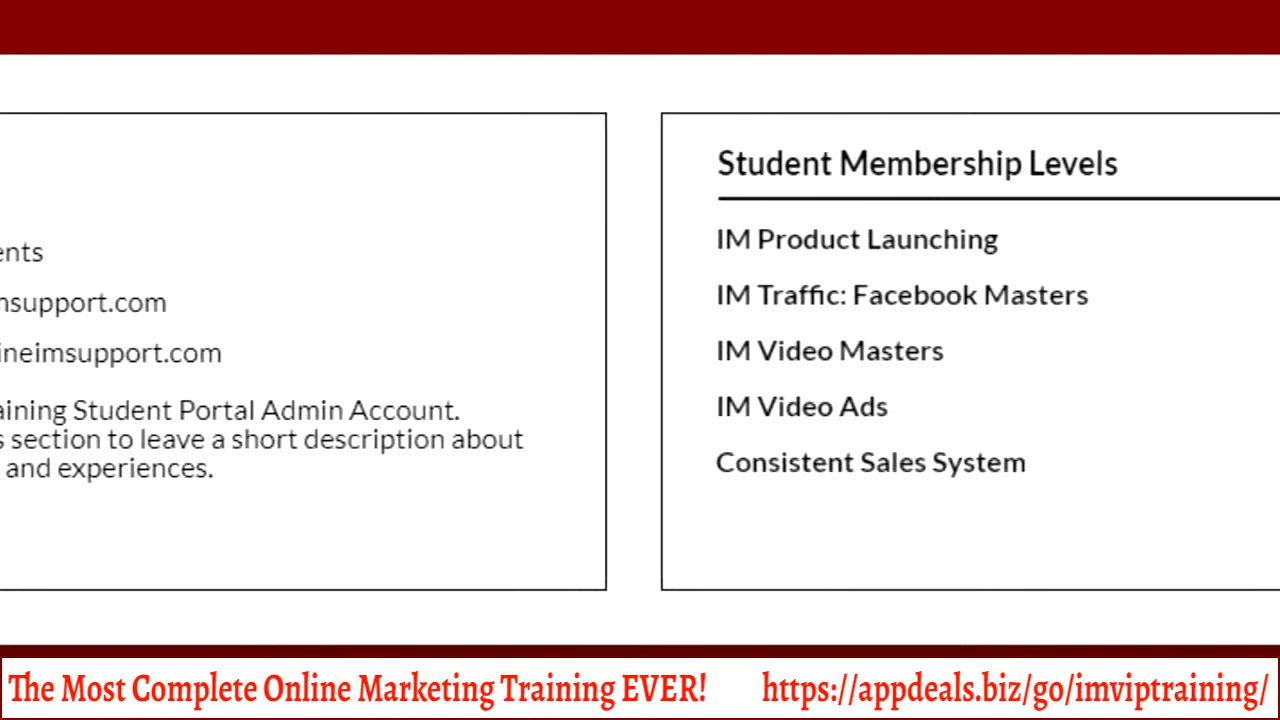 ents
msupport.com
ineimsupport.com
aining Student Portal Admin Account.
s section to leave a short description about
and experiences.
Student Membership Levels
IM Product Launching
IM Traffic: Facebook Masters
IM Video Masters
IM Video Ads
Consistent Sales System
The Most Complete Online Marketing Training EVER! https://appdeals.biz/go/imviptraining/